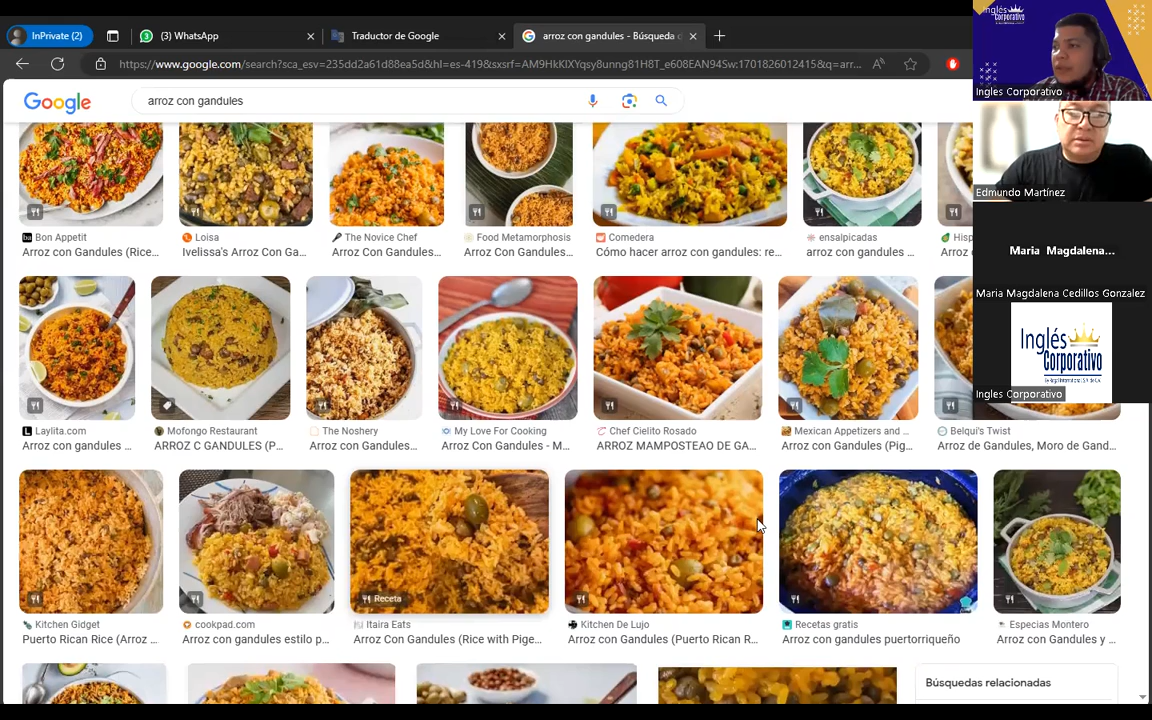 InPrivate (2)
(3) WhatsApp
Traductor de Google
arroz con gandules - Búsqueda d
https://www.google.com/search?sca_esv=235dd2a61d88ea5d&hl=es-419&sxsrf=AM9HkKlXYqsy8unng81H8T_e608EAN94Sw:1701826012415&q=arr...
Google
arroz con gandules
Inglés
Corporativo
Ingles Corporativo
Edmundo Martínez
Maria Magdalena...
Maria Magdalena Cedillos Gonzalez
Inglés
Corporativo
Ingles Corporativo
Bon Appetit
Arroz con Gandules (Rice...
Loisa
Ivelissa's Arroz Con Ga...
The Novice Chef
Arroz Con Gandules...
Food Metamorphosis
Arroz Con Gandules...
Comedera
Cómo hacer arroz con gandules: re...
ensalpicadas
arroz con gandules ...
Hisp
Arroz
Laylita.com
Arroz con gandules ...
Mofongo Restaurant
ARROZ C GANDULES (P...
The Noshery
Arroz con Gandules...
My Love For Cooking
Arroz Con Gandules - M...
Chef Cielito Rosado
ARROZ MAMPOSTEAO DE GA...
Mexican Appetizers and ...
Arroz con Gandules (Pig...
Belqui's Twist
Arroz de Gandules, Moro de Gand...
Receta
Kitchen Gidget
Puerto Rican Rice (Arroz ...
cookpad.com
Arroz con gandules estilo p...
Itaira Eats
Arroz Con Gandules (Rice with Pige...
Kitchen De Lujo
Arroz Con Gandules (Puerto Rican R...
Recetas gratis
Arroz con gandules puertorriqueño
Especias Montero
Arroz con Gandules y ...
Búsquedas relacionadas